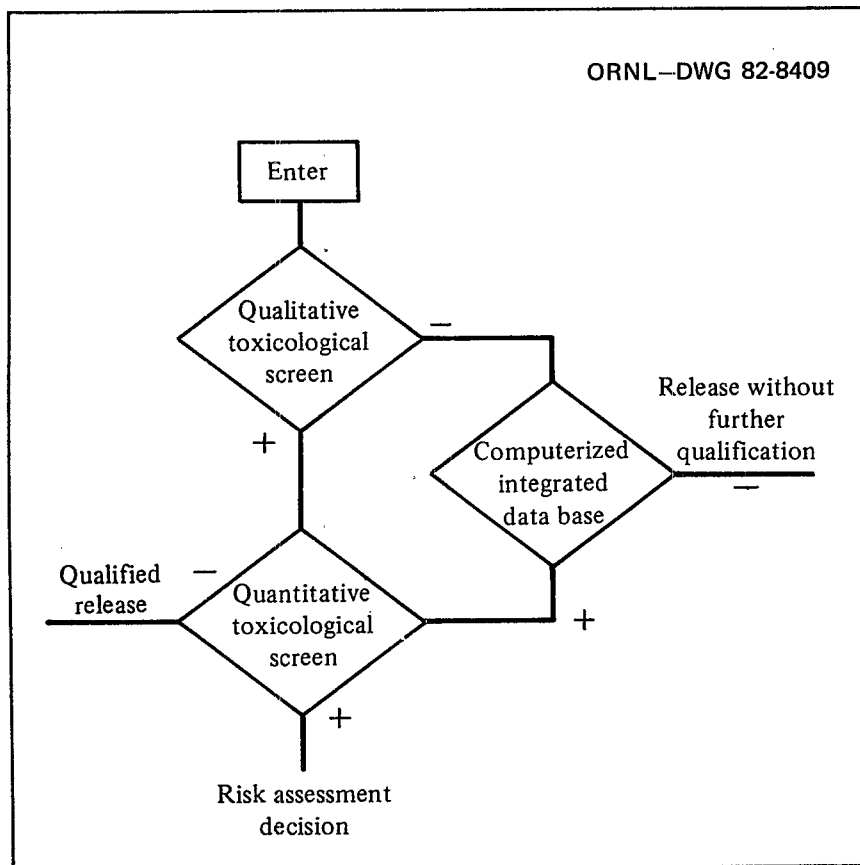 ORNL–DWG 82-8409
Enter
Qualitative
toxicological
screen
–
+
Computerized
integrated
data base
Release without
further
qualification
–
+
Qualified
release
–
Quantitative
toxicological
screen
+
Risk assessment
decision